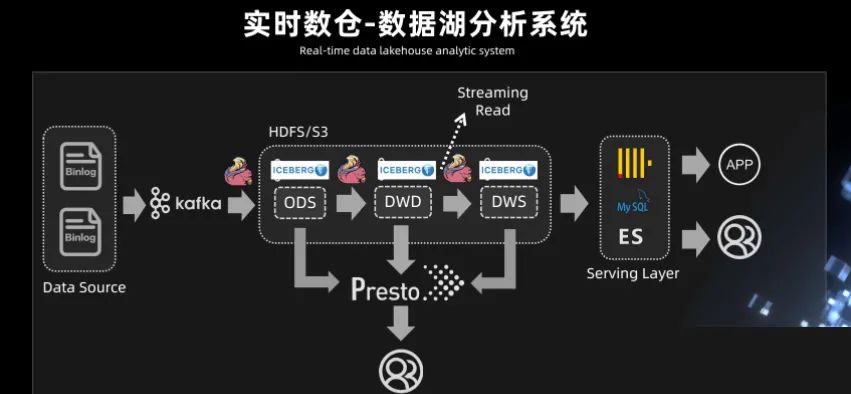 实时数仓-数据湖分析系统
Real-time data lakehouse analytic system
Streaming
Read
HDFS/S3
Binlog
Binlog
Data Source
kafka
ICEBERG
ICEBERG
ICEBERG
ODS
DWD
DWS
Presto
MySQL
ES
Serving Layer
APP